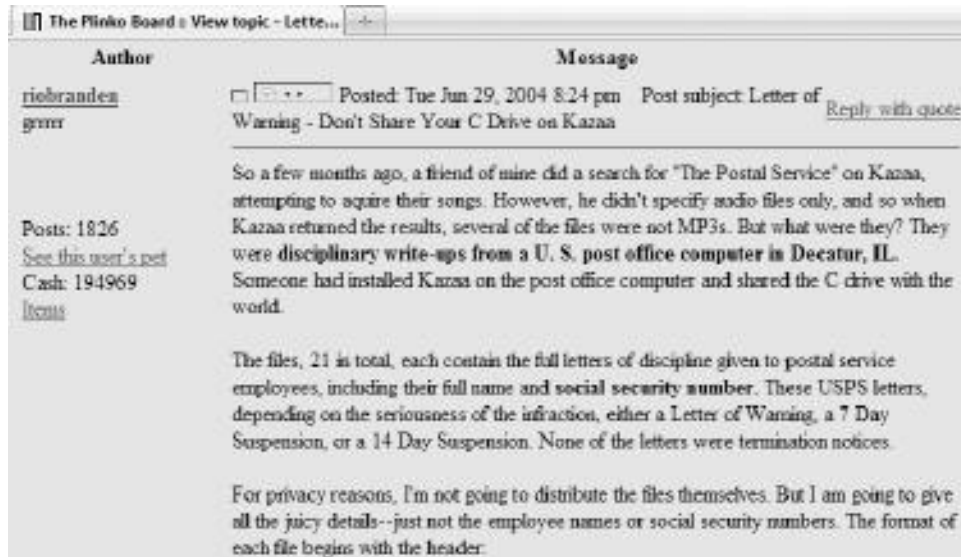 The Plinko Board :: View topic - Lette...
Author
Message
riobranden
grrrr
Posted: Tue Jun 29, 2004 8:24 pm Post subject: Letter of
Warning - Don't Share Your C Drive on Kazaa
Reply with quote
So a few months ago, a friend of mine did a search for "The Postal Service" on Kazaa,
attempting to aquire their songs. However, he didn't specify audio files only, and so when
Kazaa returned the results, several of the files were not MP3s. But what were they? They
were disciplinary write-ups from a U. S. post office computer in Decatur, IL.
Someone had installed Kazaa on the post office computer and shared the C drive with the
world.
Posts: 1826
See this user's pet
Cash: 194969
Items
The files, 21 in total, each contain the full letters of discipline given to postal service
employees, including their full name and social security number. These USPS letters,
depending on the seriousness of the infraction, either a Letter of Warning, a 7 Day
Suspension, or a 14 Day Suspension. None of the letters were termination notices.
For privacy reasons, I'm not going to distribute the files themselves. But I am going to give
all the juicy details--just not the employee names or social security numbers. The format of
each file begins with the header: